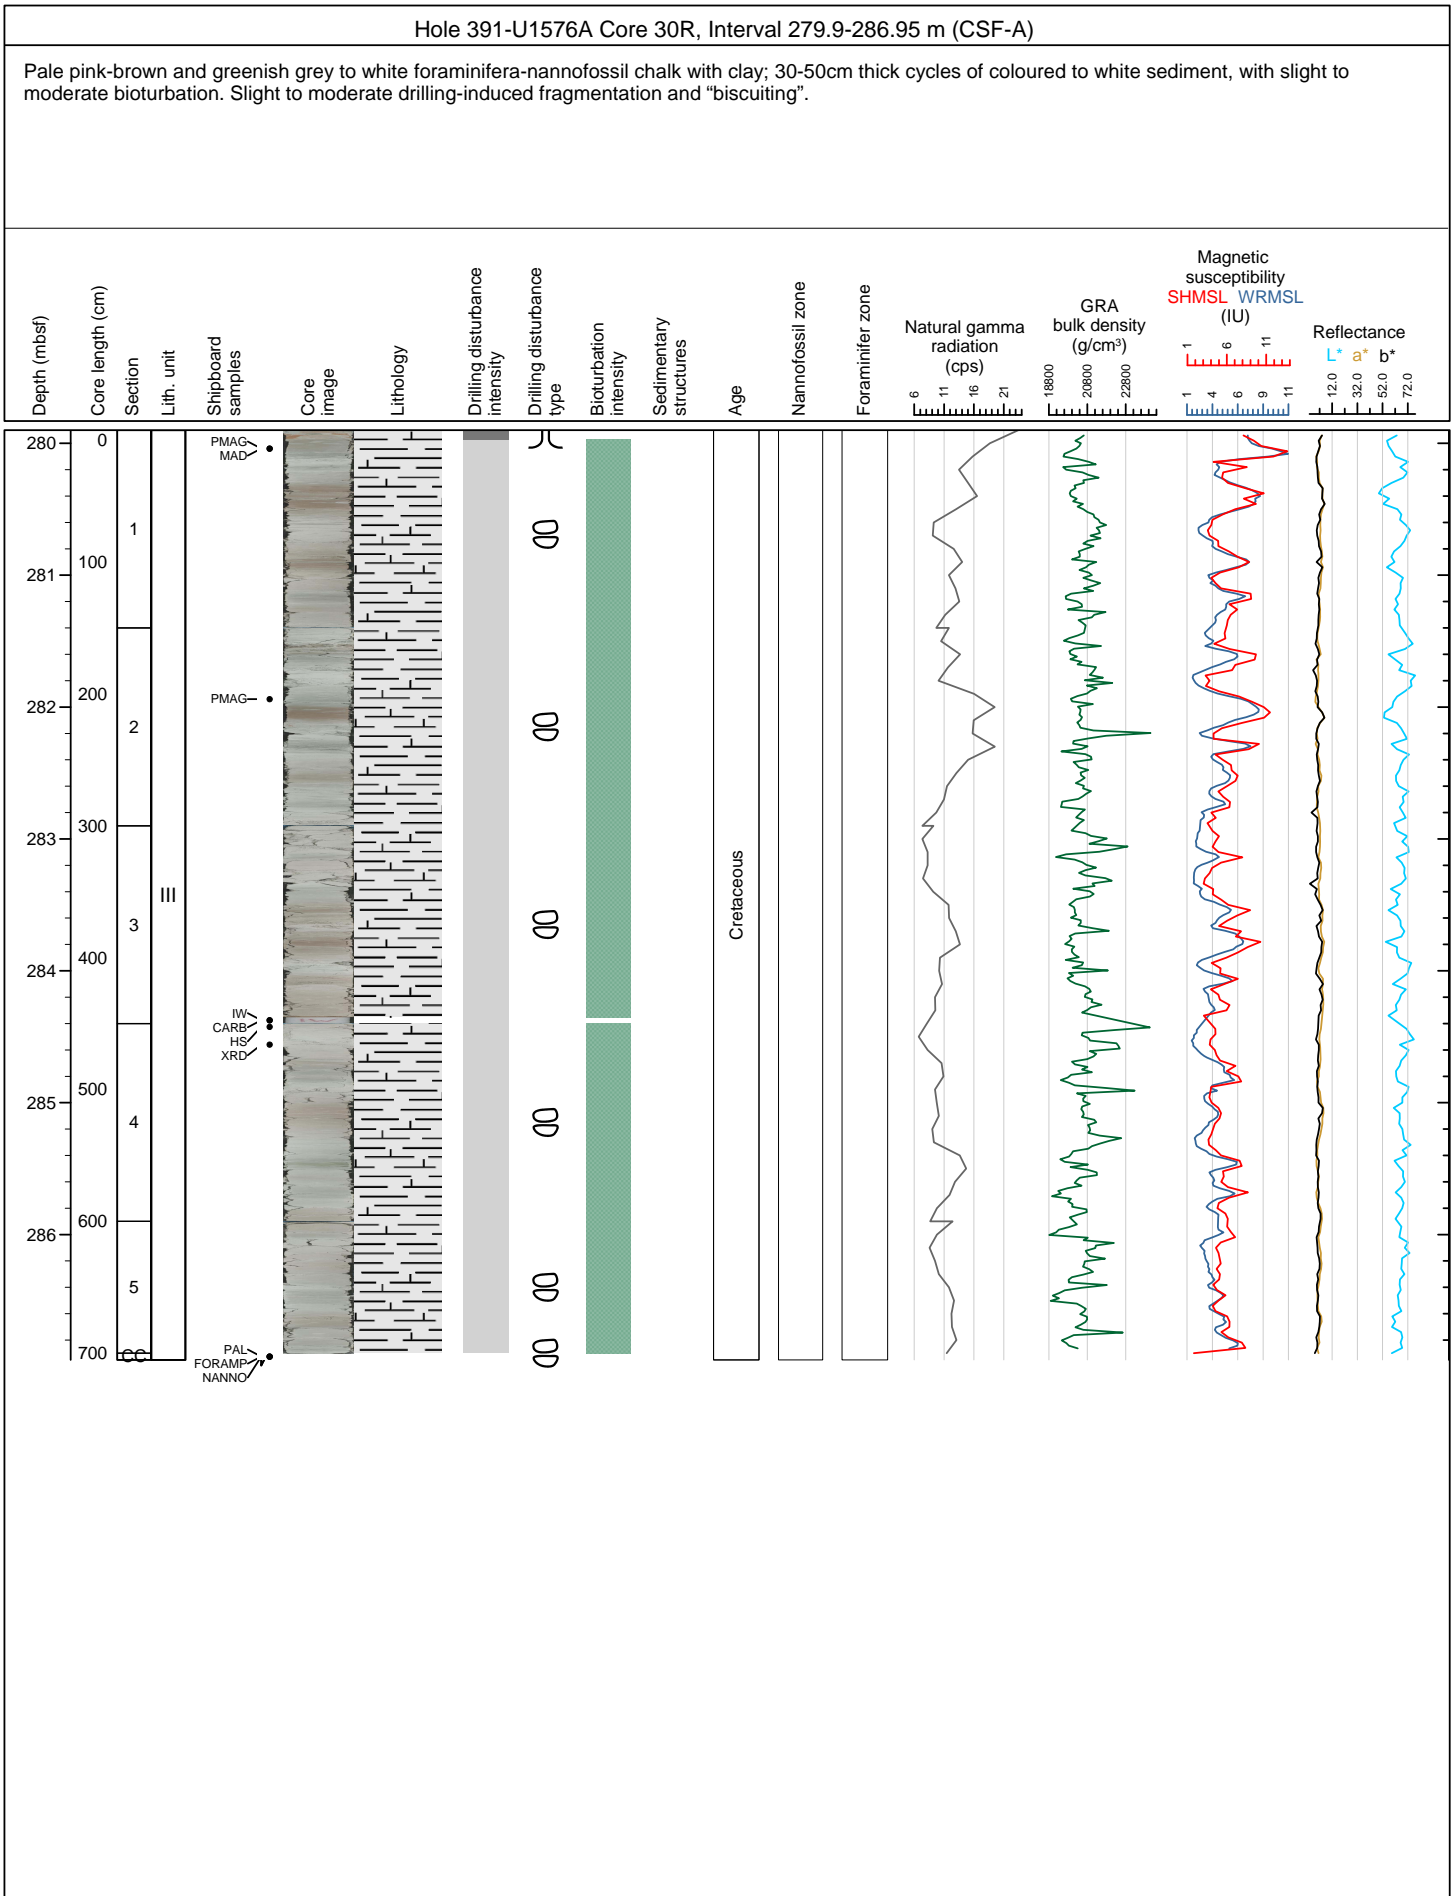 Hole 391-U1576A Core 30R, Interval 279.9-286.95 m (CSF-A)
Pale pink-brown and greenish grey to white foraminifera-nannofossil chalk with clay; 30-50cm thick cycles of coloured to white sediment, with slight to
moderate bioturbation. Slight to moderate drilling-induced fragmentation and “biscuiting”.
Depth (mbsf)
Core length (cm)
Section
Lith. unit
Shipboard
samples
Core
image
Lithology
Drilling disturbance
intensity
Drilling disturbance
type
Bioturbation
intensity
Sedimentary
structures
Age
Nannofossil zone
Foraminifer zone
Natural gamma
radiation
(cps)
6 11 16 21
GRA
bulk density
(g/cm³)
18800 20800 22800
Magnetic
susceptibility
SHMSL WRMSL
(IU)
1 6 11
1 4 6 9 11
Reflectance
L* a* b*
12.0 32.0 52.0 72.0
280
281
282
283
284
285
286
0
100
200
300
400
500
600
700
1
2
3
4
5
CC
III
PMAG
MAD
PMAG
IW
CARB
HS
XRD
PAL
FORAMP
NANNO
Cretaceous